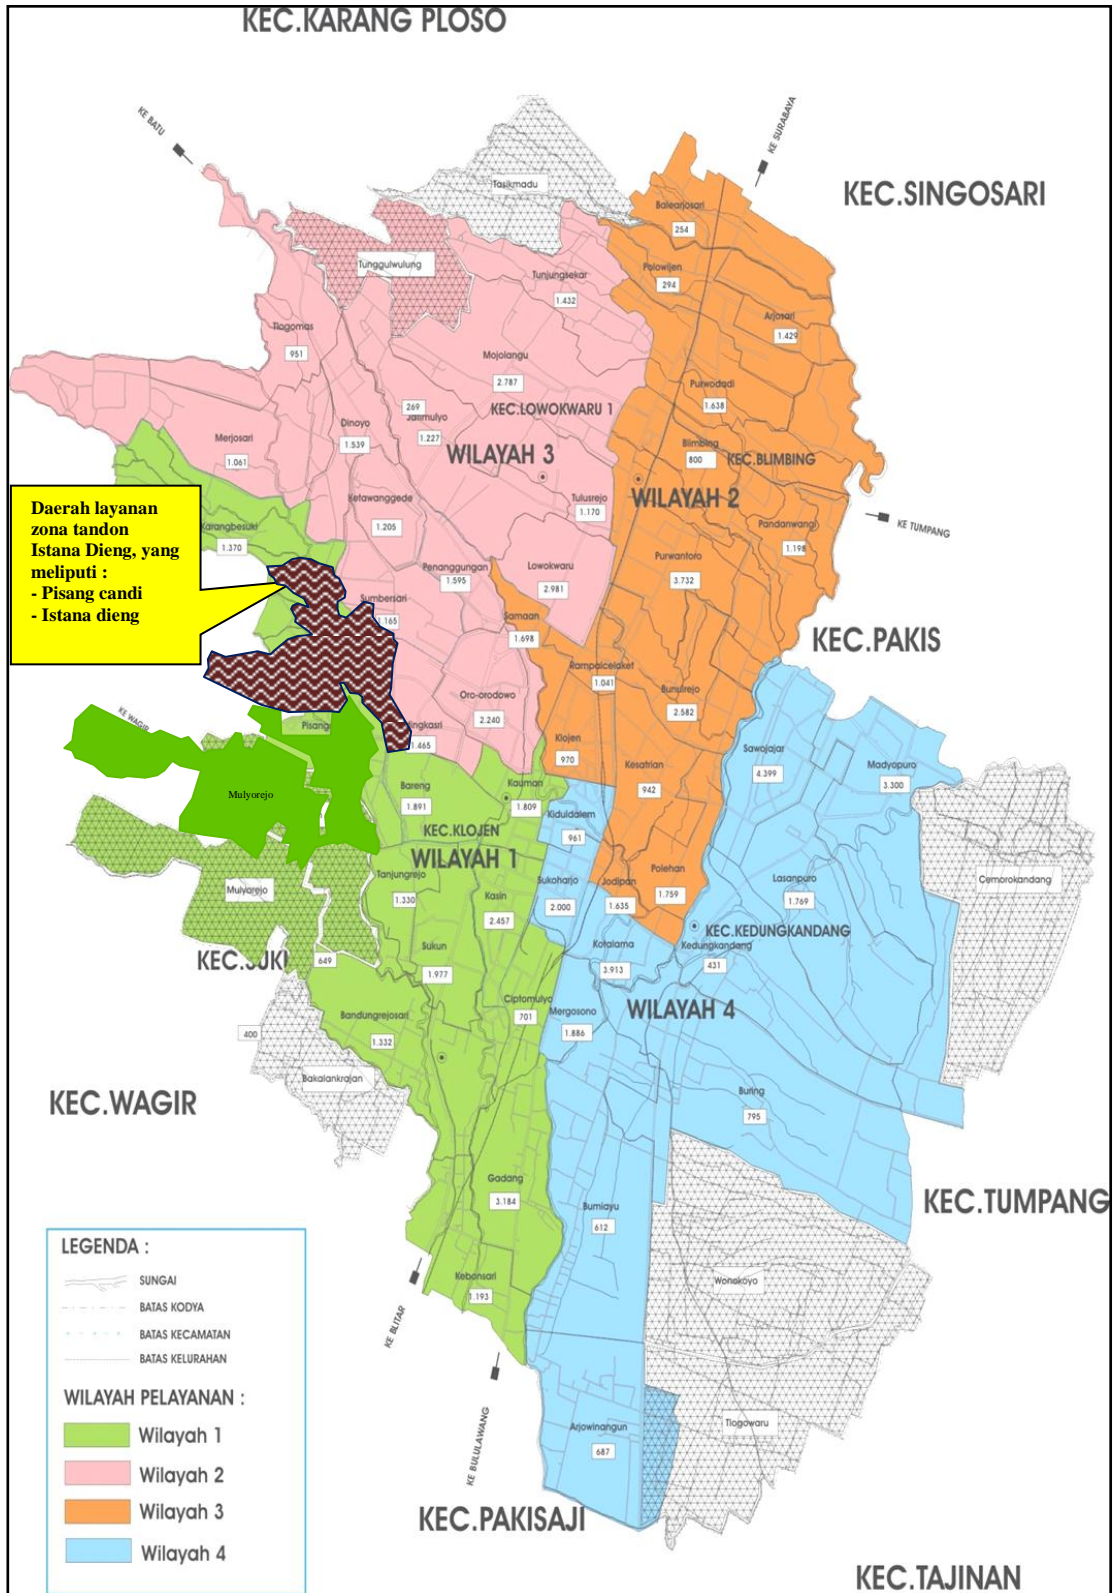 KEC.KARANG PLOSO
KE BATU
KE SURABAYA
KEC.SINGOSARI
Tasikmadu
Balearjosari
254
Tunggulwulung
Polowijen
294
Tunjungsekar
1.432
Arjosari
1.429
Tlogomas
951
Mojolangu
2.787
Purwodadi
1.638
KEC.LOWOKWARU 1
269
Jatimulyo
1.227
Dinoyo
1.539
Merjosari
1.061
WILAYAH 3
Blimbing
800
KEC.BLIMBING
WILAYAH 2
Tulusrejo
1.170
Ketawanggede
1.205
KE TUMPANG
Pandanwangi
1.198
Daerah layanan
zona tandon
Istana Dieng, yang
meliputi :
- Pisang candi
- Istana dieng
Karangbesuki
1.370
Purwantoro
3.732
Penanggungan
1.595
Lowokwaru
2.981
Sumbersari
1.165
Samaan
1.698
KEC.PAKIS
Rampalcelaket
1.041
Oro-orodowo
2.240
Bunulrejo
2.582
KE WAGIR
Pisang
1.465
Klojen
970
Kesatrian
942
Sawojajar
4.399
Madyopuro
3.300
Mulyorejo
Bareng
1.891
Kauman
1.809
Kiduldalem
961
KEC.KLOJEN
WILAYAH 1
Tanjungrejo
1.330
Kasin
2.457
Sukoharjo
2.000
Jodipan
1.635
Polehan
1.759
Lasanpuro
1.769
Cemorokandang
Mulyorejo
KEC.KEDUNGKANDANG
Kotalama
3.913
Kedungkandang
431
KEC.SUKI
649
Sukun
1.977
Ciptomulyo
701
Mergosono
1.886
WILAYAH 4
Bandungrejosari
1.332
400
Bakalankrajan
KEC.WAGIR
Buring
795
Gadang
3.184
Bumiayu
612
KEC.TUMPANG
Kebonsari
1.193
Wonokoyo
KE BLITAR
KE BULULAWANG
Arjowinangun
687
Tlogowaru
KEC.PAKISAJI
KEC.TAJINAN
LEGENDA :
SUNGAI
BATAS KODYA
BATAS KECAMATAN
BATAS KELURAHAN
WILAYAH PELAYANAN :
Wilayah 1
Wilayah 2
Wilayah 3
Wilayah 4